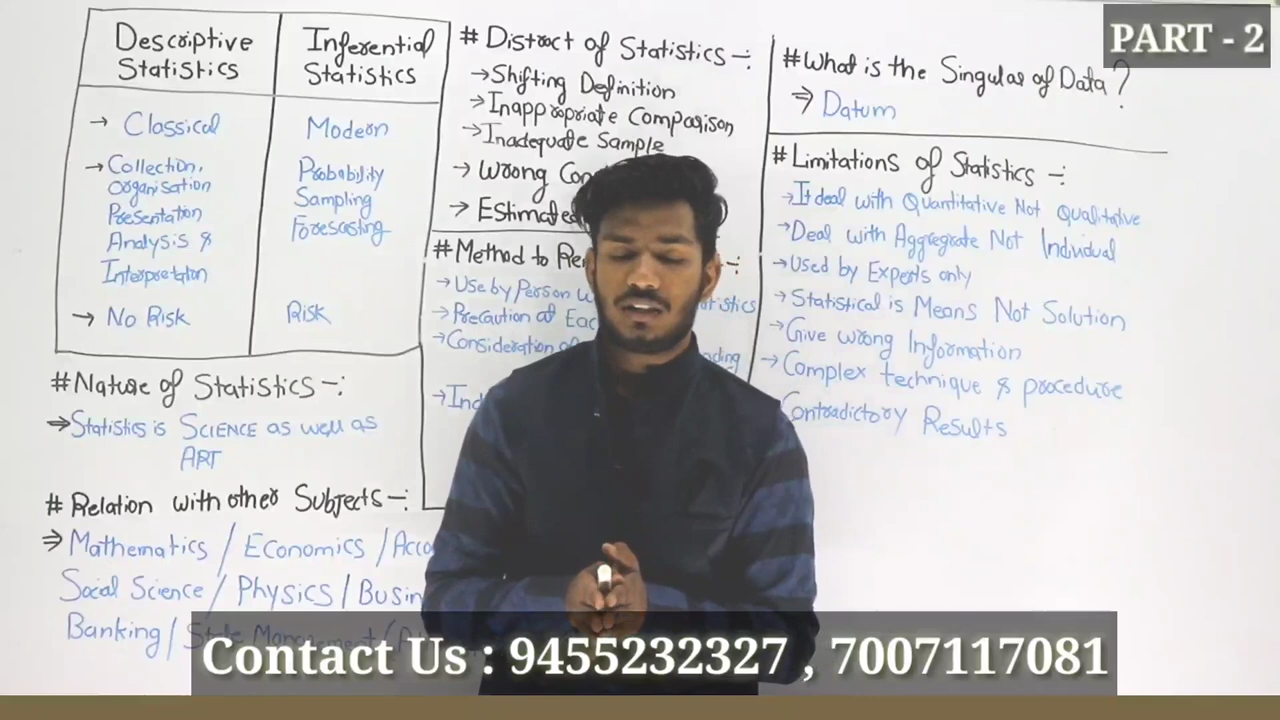 PART - 2
Descriptive
Statistics
Inferential
Statistics
→ Classical
Modern
→ Collection,
Organisation
Presentation
Analysis &
Interpretation
Probability
Sampling
Forescasting
→ No Risk
Risk
# Nature of Statistics -:
⇒ Statistics is SCIENCE as well as
ART
# Relation with other Subjects -:
⇒ Mathematics / Economics /
Social Science / Physics /
Banking /
# Distract of Statistics -:
→ Shifting Definition
→ Inappropriate Comparison
→ Inadequate Sample
→ Wrong
→ Estimated
# Method to
→ Use by Person
→ Precaution at
→ Consideration of
# What is the Singular of Data?
⇒ Datum
# Limitations of Statistics -:
→ It deal with Quantitative Not Qualitative
→ Deal with Aggregate Not Individual
→ Used by Experts only
→ Statistical is Means Not Solution
→ Give wrong Information
→ Complex technique & procedure
Contradictory Results
Contact Us : 9455232327 , 7007117081